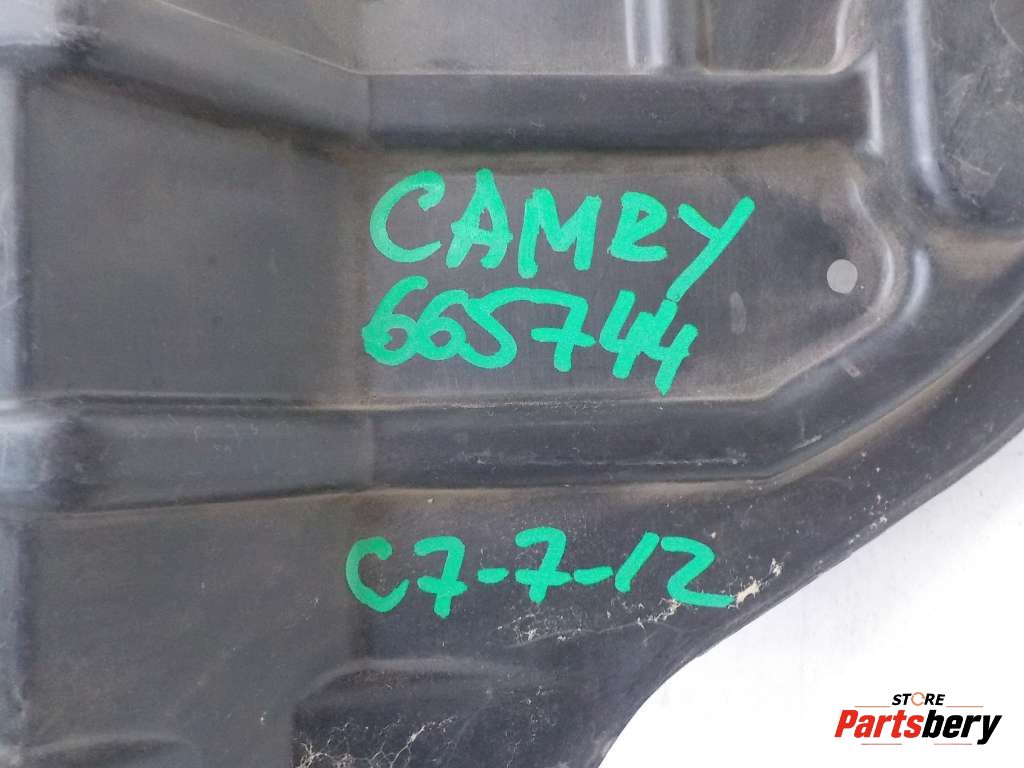 CAMRY
665744
C7-7-12
STORE
Partsbery